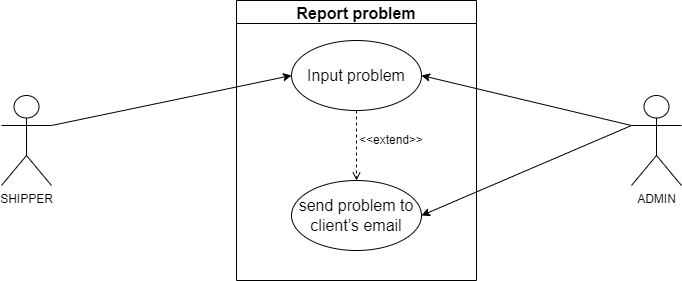 Report problem
Input problem
<<extend>>
send problem to
client's email
SHIPPER
ADMIN